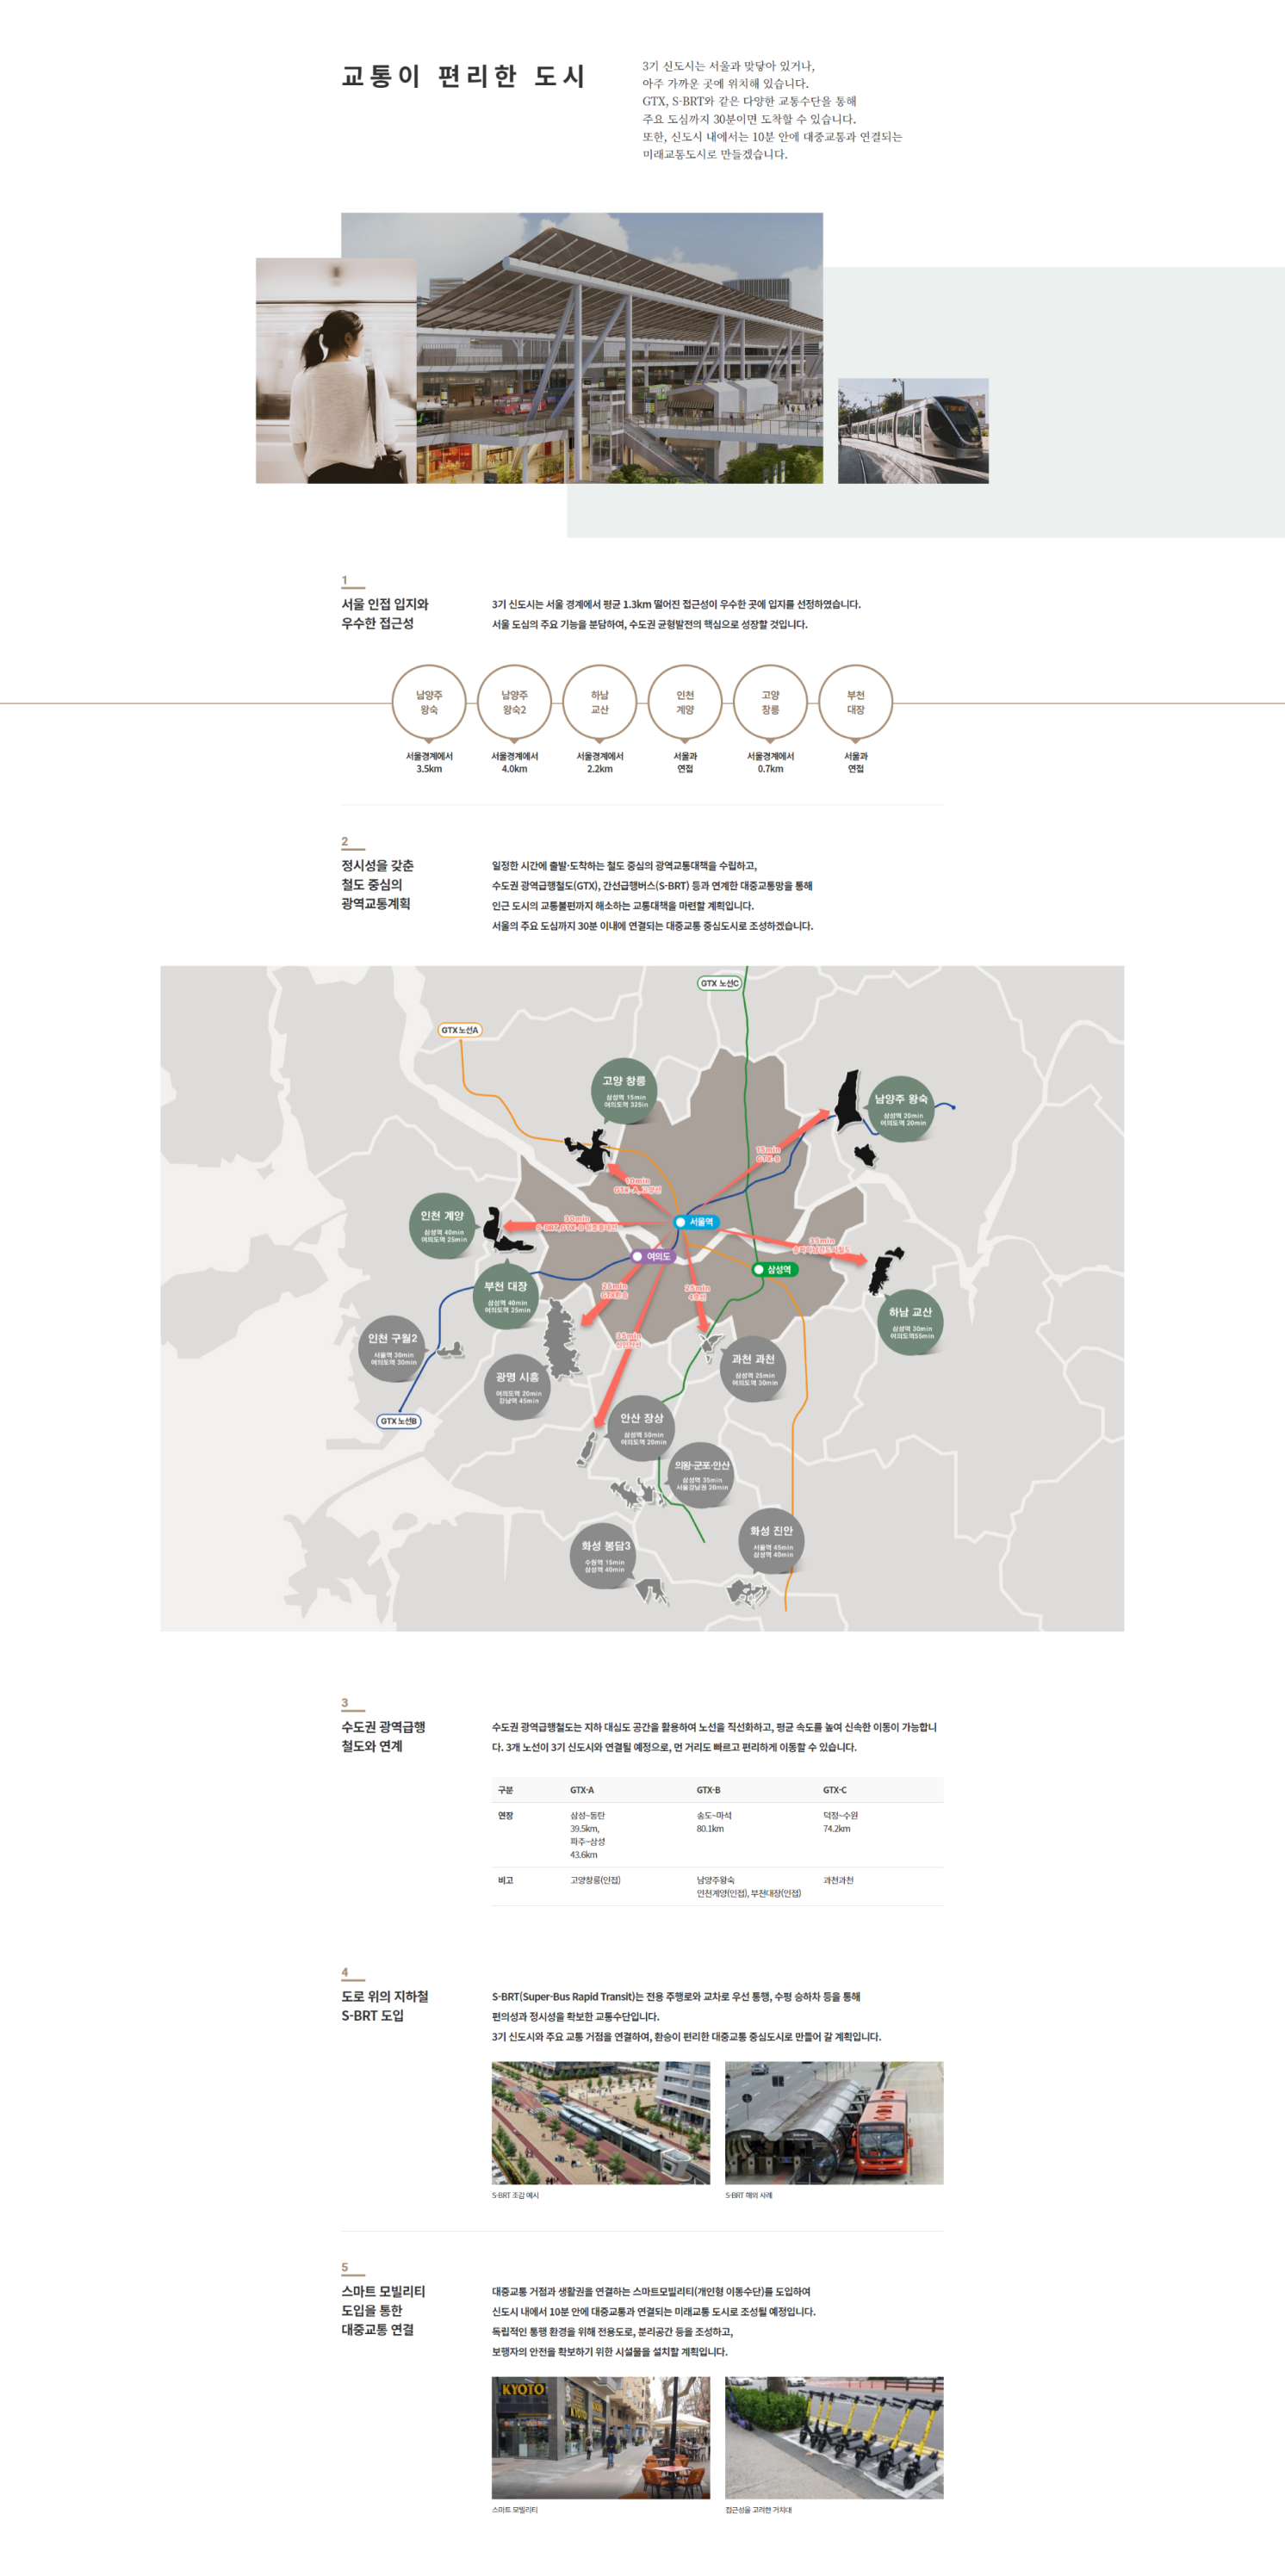 교통이 편리한 도시
3기 신도시는 서울과 맞닿아 있거나,
아주 가까운 곳에 위치해 있습니다.
GTX, S-BRT와 같은 다양한 교통수단을 통해
주요 도심까지 30분이면 도착할 수 있습니다.
또한, 신도시 내에서는 10분 안에 대중교통과 연결되는
미래교통도시로 만들겠습니다.
1
서울 인접 입지와
우수한 접근성
3기 신도시는 서울 경계에서 평균 1.3km 떨어진 접근성이 우수한 곳에 입지를 선정하였습니다.
서울 도심의 주요 기능을 분담하여, 수도권 균형발전의 핵심으로 성장할 것입니다.
남양주
왕숙
서울경계에서
3.5km
남양주
왕숙2
서울경계에서
4.0km
하남
교산
서울경계에서
2.2km
인천
계양
서울과
연접
고양
창릉
서울경계에서
0.7km
부천
대장
서울과
연접
2
정시성을 갖춘
철도 중심의
광역교통계획
일정한 시간에 출발·도착하는 철도 중심의 광역교통대책을 수립하고,
수도권 광역급행철도(GTX), 간선급행버스(S-BRT) 등과 연계한 대중교통망을 통해
인근 도시의 교통불편까지 해소하는 교통대책을 마련할 계획입니다.
서울의 주요 도심까지 30분 이내에 연결되는 대중교통 중심도시로 조성하겠습니다.
GTX 노선C
GTX 노선A
고양 창릉
삼성역 15min
여의도역 325in
남양주 왕숙
삼성역 20min
여의도역 20min
15min
GTX-B
10min
GTX-A, 고양선
인천 계양
삼성역 40min
여의도역 25min
30min
서울역
여의도
35min
삼성역
부천 대장
삼성역 40min
여의도역 25min
25min
GTX환승
25min
4호선
하남 교산
삼성역 30min
여의도역55min
인천 구월2
서울역 30min
여의도역 30min
35min
신안산선
과천 과천
삼성역 25min
여의도역 30min
광명 시흥
여의도역 20min
강남역 45min
GTX 노선B
안산 장상
삼성역 50min
여의도역 20min
의왕·군포·안산
삼성역 35min
서울강남권 20min
화성 진안
서울역 45min
삼성역 40min
화성 봉담3
수원역 15min
삼성역 40min
3
수도권 광역급행
철도와 연계
수도권 광역급행철도는 지하 대심도 공간을 활용하여 노선을 직선화하고, 평균 속도를 높여 신속한 이동이 가능합니
다. 3개 노선이 3기 신도시와 연결될 예정으로, 먼 거리도 빠르고 편리하게 이동할 수 있습니다.
구분 GTX-A GTX-B GTX-C
연장
삼성~동탄
39.5km,
파주~삼성
43.6km
송도~마석
80.1km
덕정~수원
74.2km
비고
고양창릉(인접)
남양주왕숙
인천계양(인접), 부천대장(인접)
과천과천
4
도로 위의 지하철
S-BRT 도입
S-BRT(Super-Bus Rapid Transit)는 전용 주행로와 교차로 우선 통행, 수평 승하차 등을 통해
편의성과 정시성을 확보한 교통수단입니다.
3기 신도시와 주요 교통 거점을 연결하여, 환승이 편리한 대중교통 중심도시로 만들어 갈 계획입니다.
S-BRT 조감 예시
S-BRT 해외 사례
5
스마트 모빌리티
도입을 통한
대중교통 연결
대중교통 거점과 생활권을 연결하는 스마트모빌리티(개인형 이동수단)를 도입하여
신도시 내에서 10분 안에 대중교통과 연결되는 미래교통 도시로 조성될 예정입니다.
독립적인 통행 환경을 위해 전용도로, 분리공간 등을 조성하고,
보행자의 안전을 확보하기 위한 시설물을 설치할 계획입니다.
KYOTO
KYOTO
스마트 모빌리티
접근성을 고려한 거치대